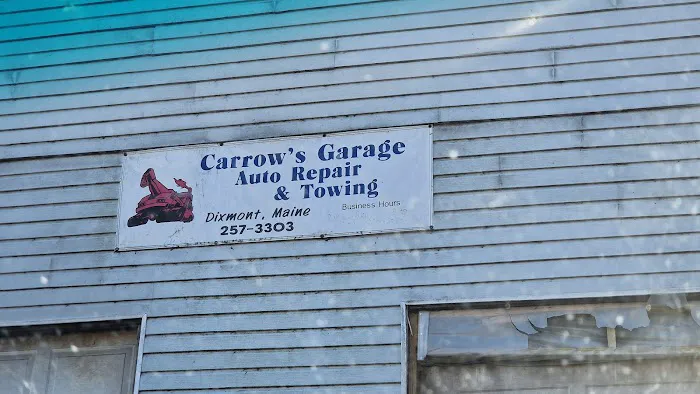 Carrow's Garage
Auto Repair
& Towing
Business Hours
Dixmont, Maine
257-3303